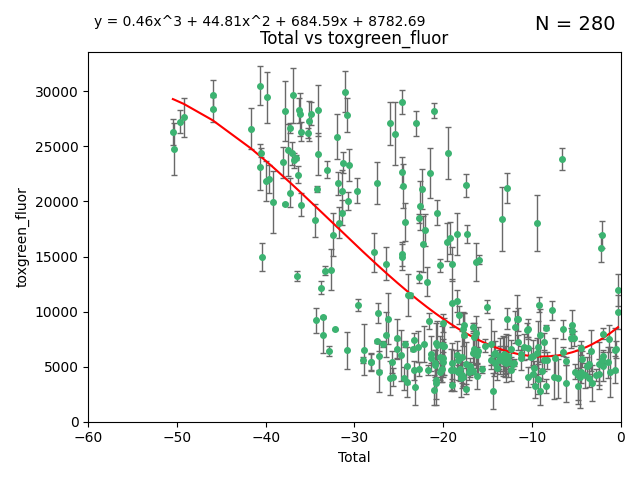 y = 0.46x^3 + 44.81x^2 + 684.59x + 8782.69
N = 280
Total vs toxgreen_fluor
30000
25000
20000
15000
10000
5000
0
toxgreen_fluor
−60
−50
−40
−30
−20
−10
0
Total